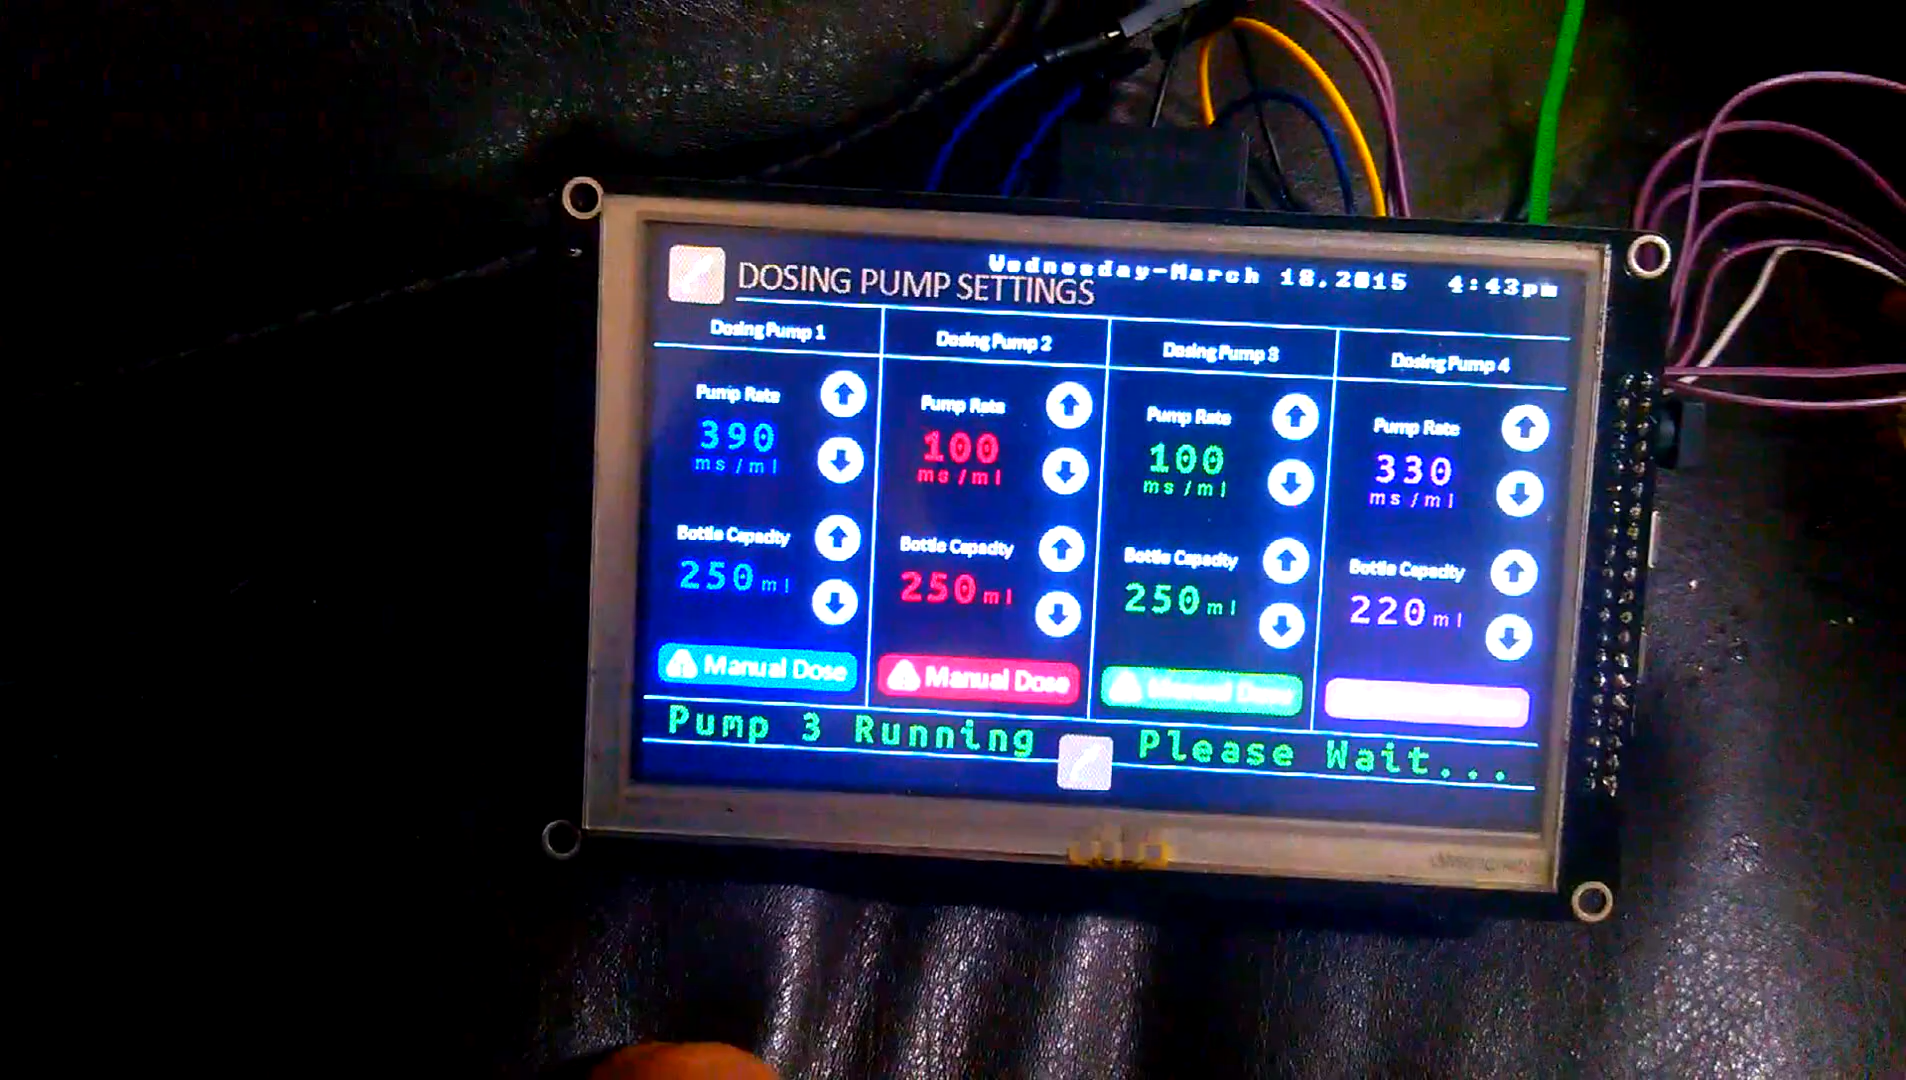 DOSING PUMP SETTINGS
Wednesday-March 18,2015 4:43pm
Dosing Pump 1
Dosing Pump 2
Dosing Pump 3
Dosing Pump 4
Pump Rate
390
ms/ml
Bottle Capacity
250 ml
Manual Dose
Pump Rate
100
ms/ml
Bottle Capacity
250 ml
Manual Dose
Pump Rate
100
ms/ml
Bottle Capacity
250 ml
Manual Dose
Pump Rate
330
ms/ml
Bottle Capacity
220 ml
Pump 3 Running Please Wait...